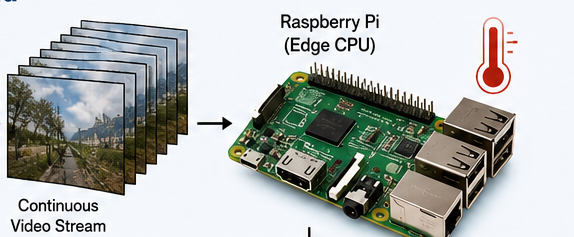 Raspberry Pi
(Edge CPU)
Continuous
Video Stream